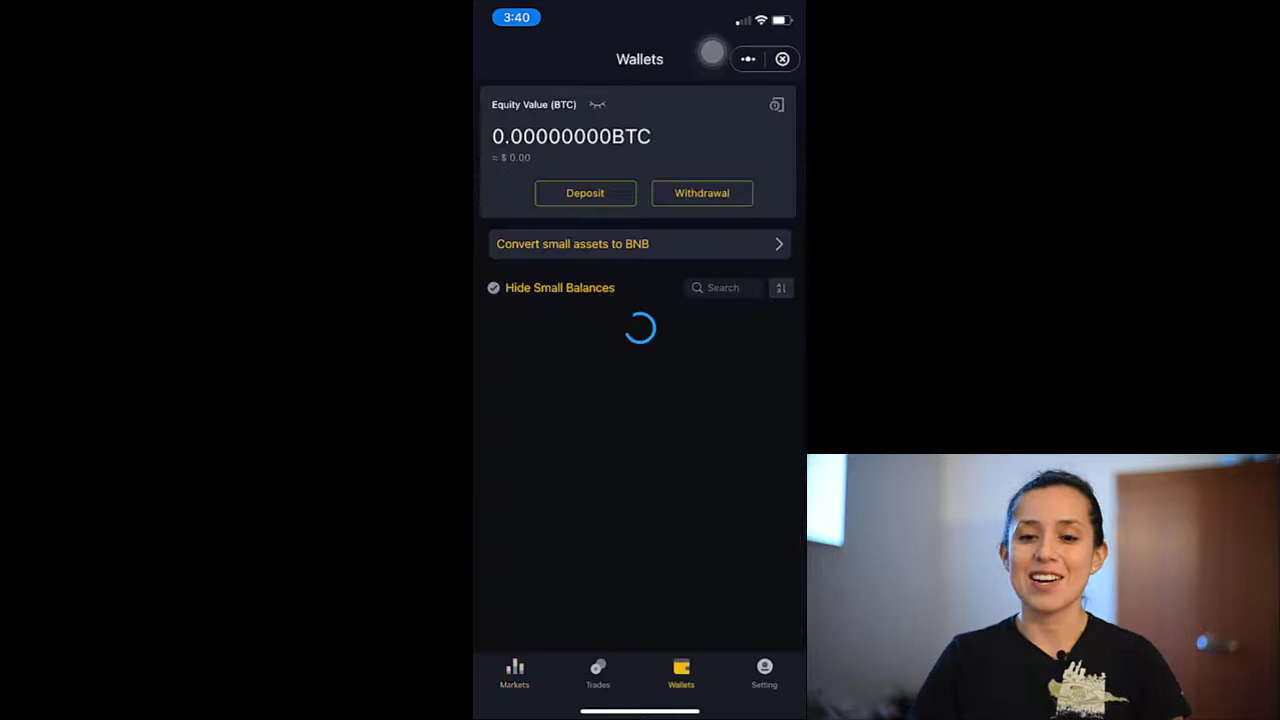 3:40
Wallets
Equity Value (BTC)
0.00000000BTC
≈ $ 0.00
Deposit Withdrawal
Convert small assets to BNB
Hide Small Balances Search
Markets Trades Wallets Setting